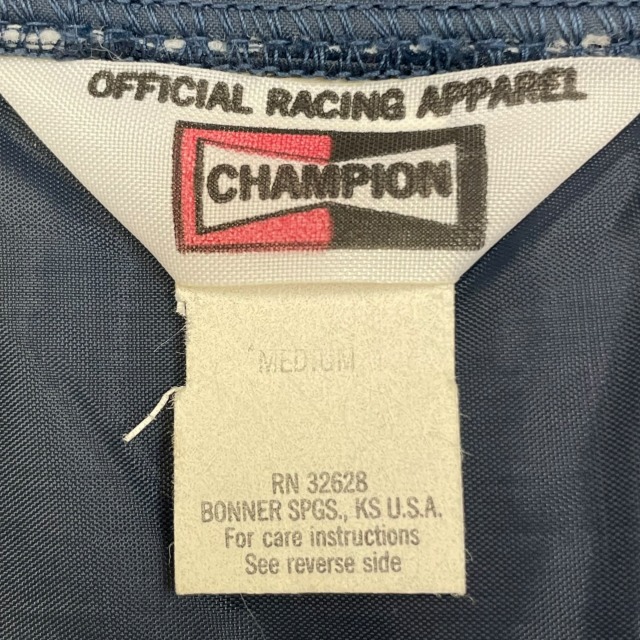 OFFICIAL RACING APPAREL
CHAMPION
MEDIUM
RN 32628
BONNER SPGS., KS U.S.A.
For care instructions
See reverse side